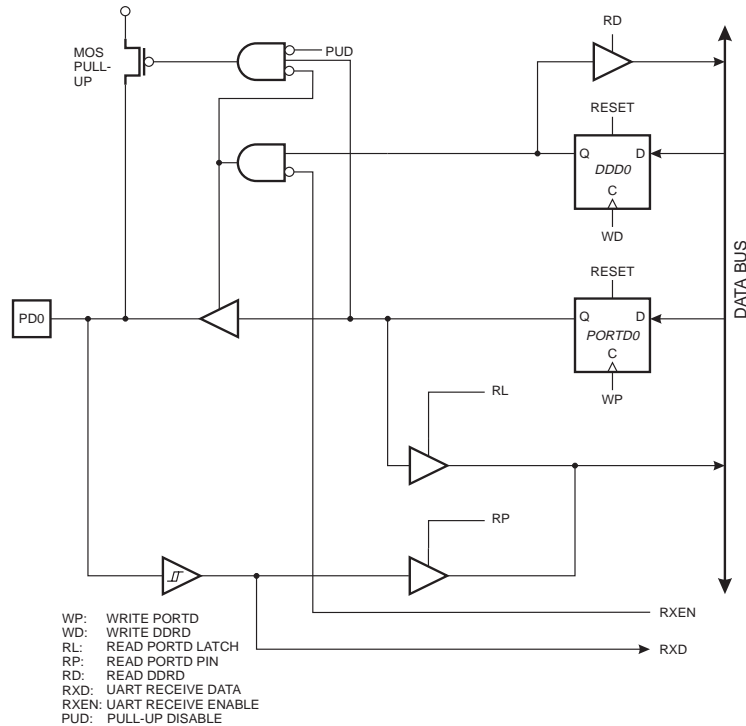 RD
MOS
PULL-
UP
PUD
RESET
Q D
DDD0
C
WD
RESET
PD0
Q D
PORTD0
C
WP
DATA BUS
RL
RP
RXEN
RXD
WP: WRITE PORTD
WD: WRITE DDRD
RL: READ PORTD LATCH
RP: READ PORTD PIN
RD: READ DDRD
RXD: UART RECEIVE DATA
RXEN: UART RECEIVE ENABLE
PUD: PULL-UP DISABLE